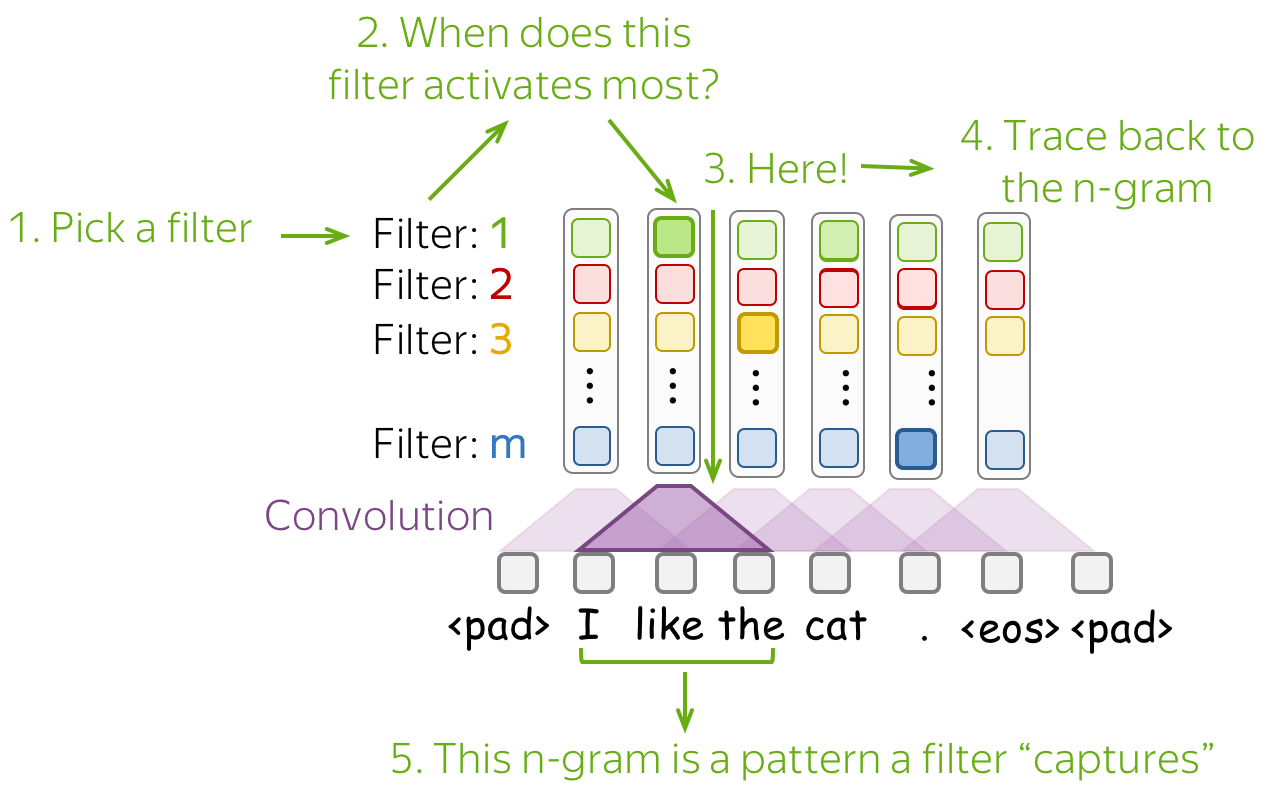 2. When does this
filter activates most?
3. Here!
4. Trace back to
the n-gram
1. Pick a filter
Filter: 1
Filter: 2
Filter: 3
Filter: m
Convolution
<pad> I like the cat . <eos> <pad>
5. This n-gram is a pattern a filter “captures”